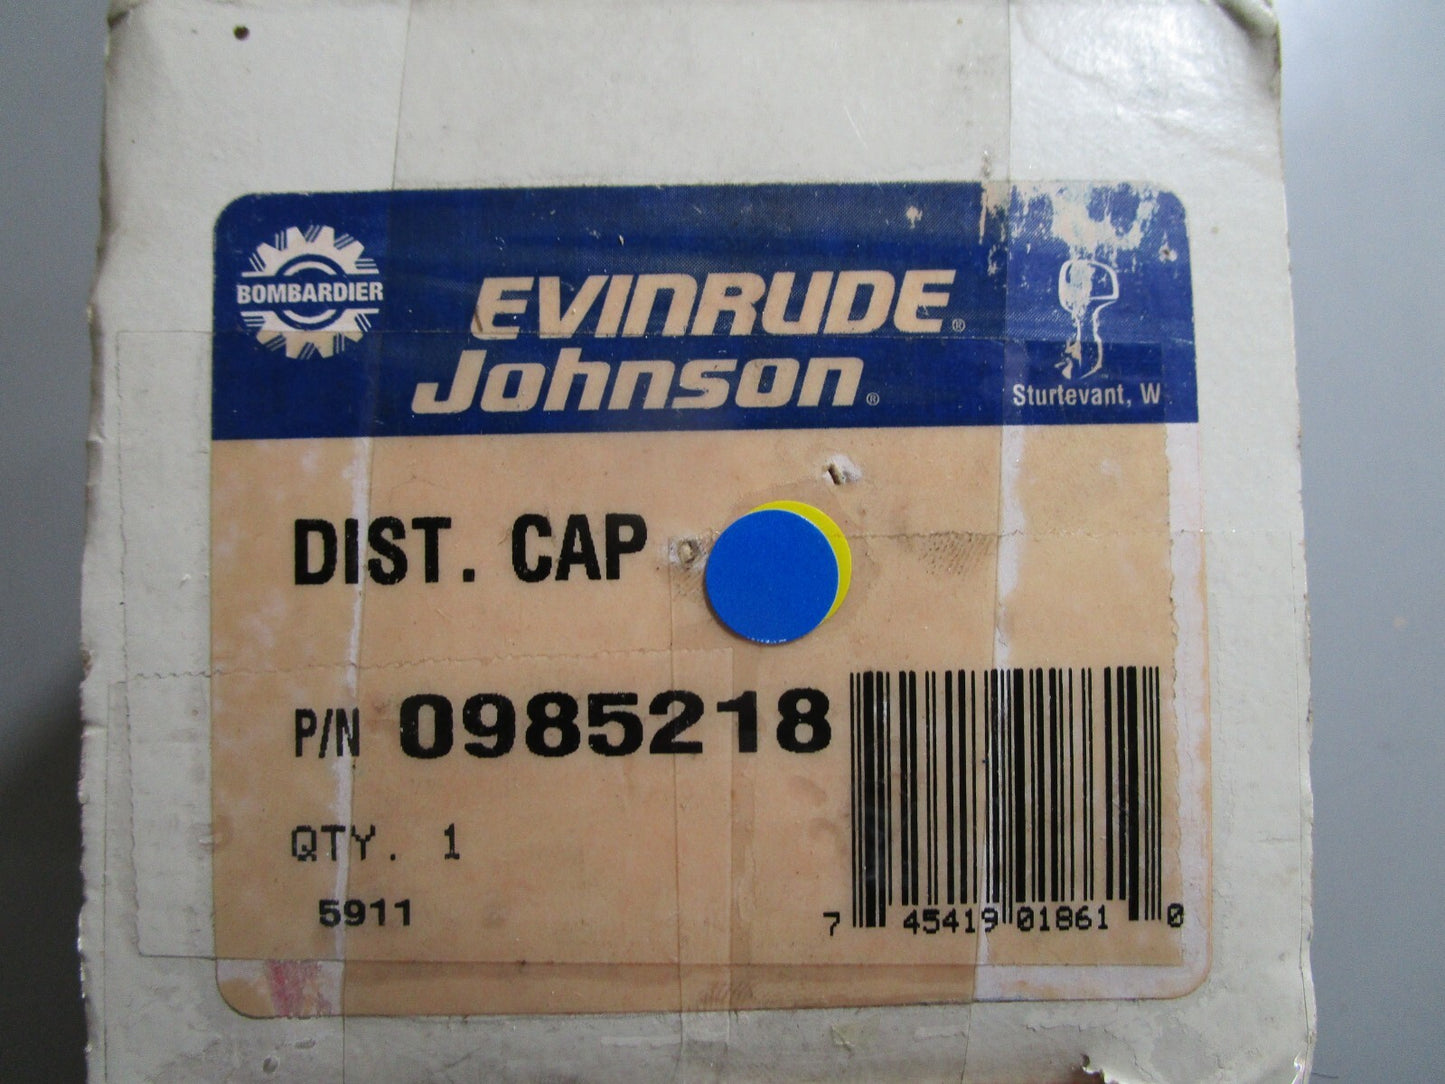 BOMBARDIER
EVINRUDE®
Johnson®
Sturtevant, W
DIST. CAP
P/N 0985218
QTY. 1
5911
7 45419 01861 0